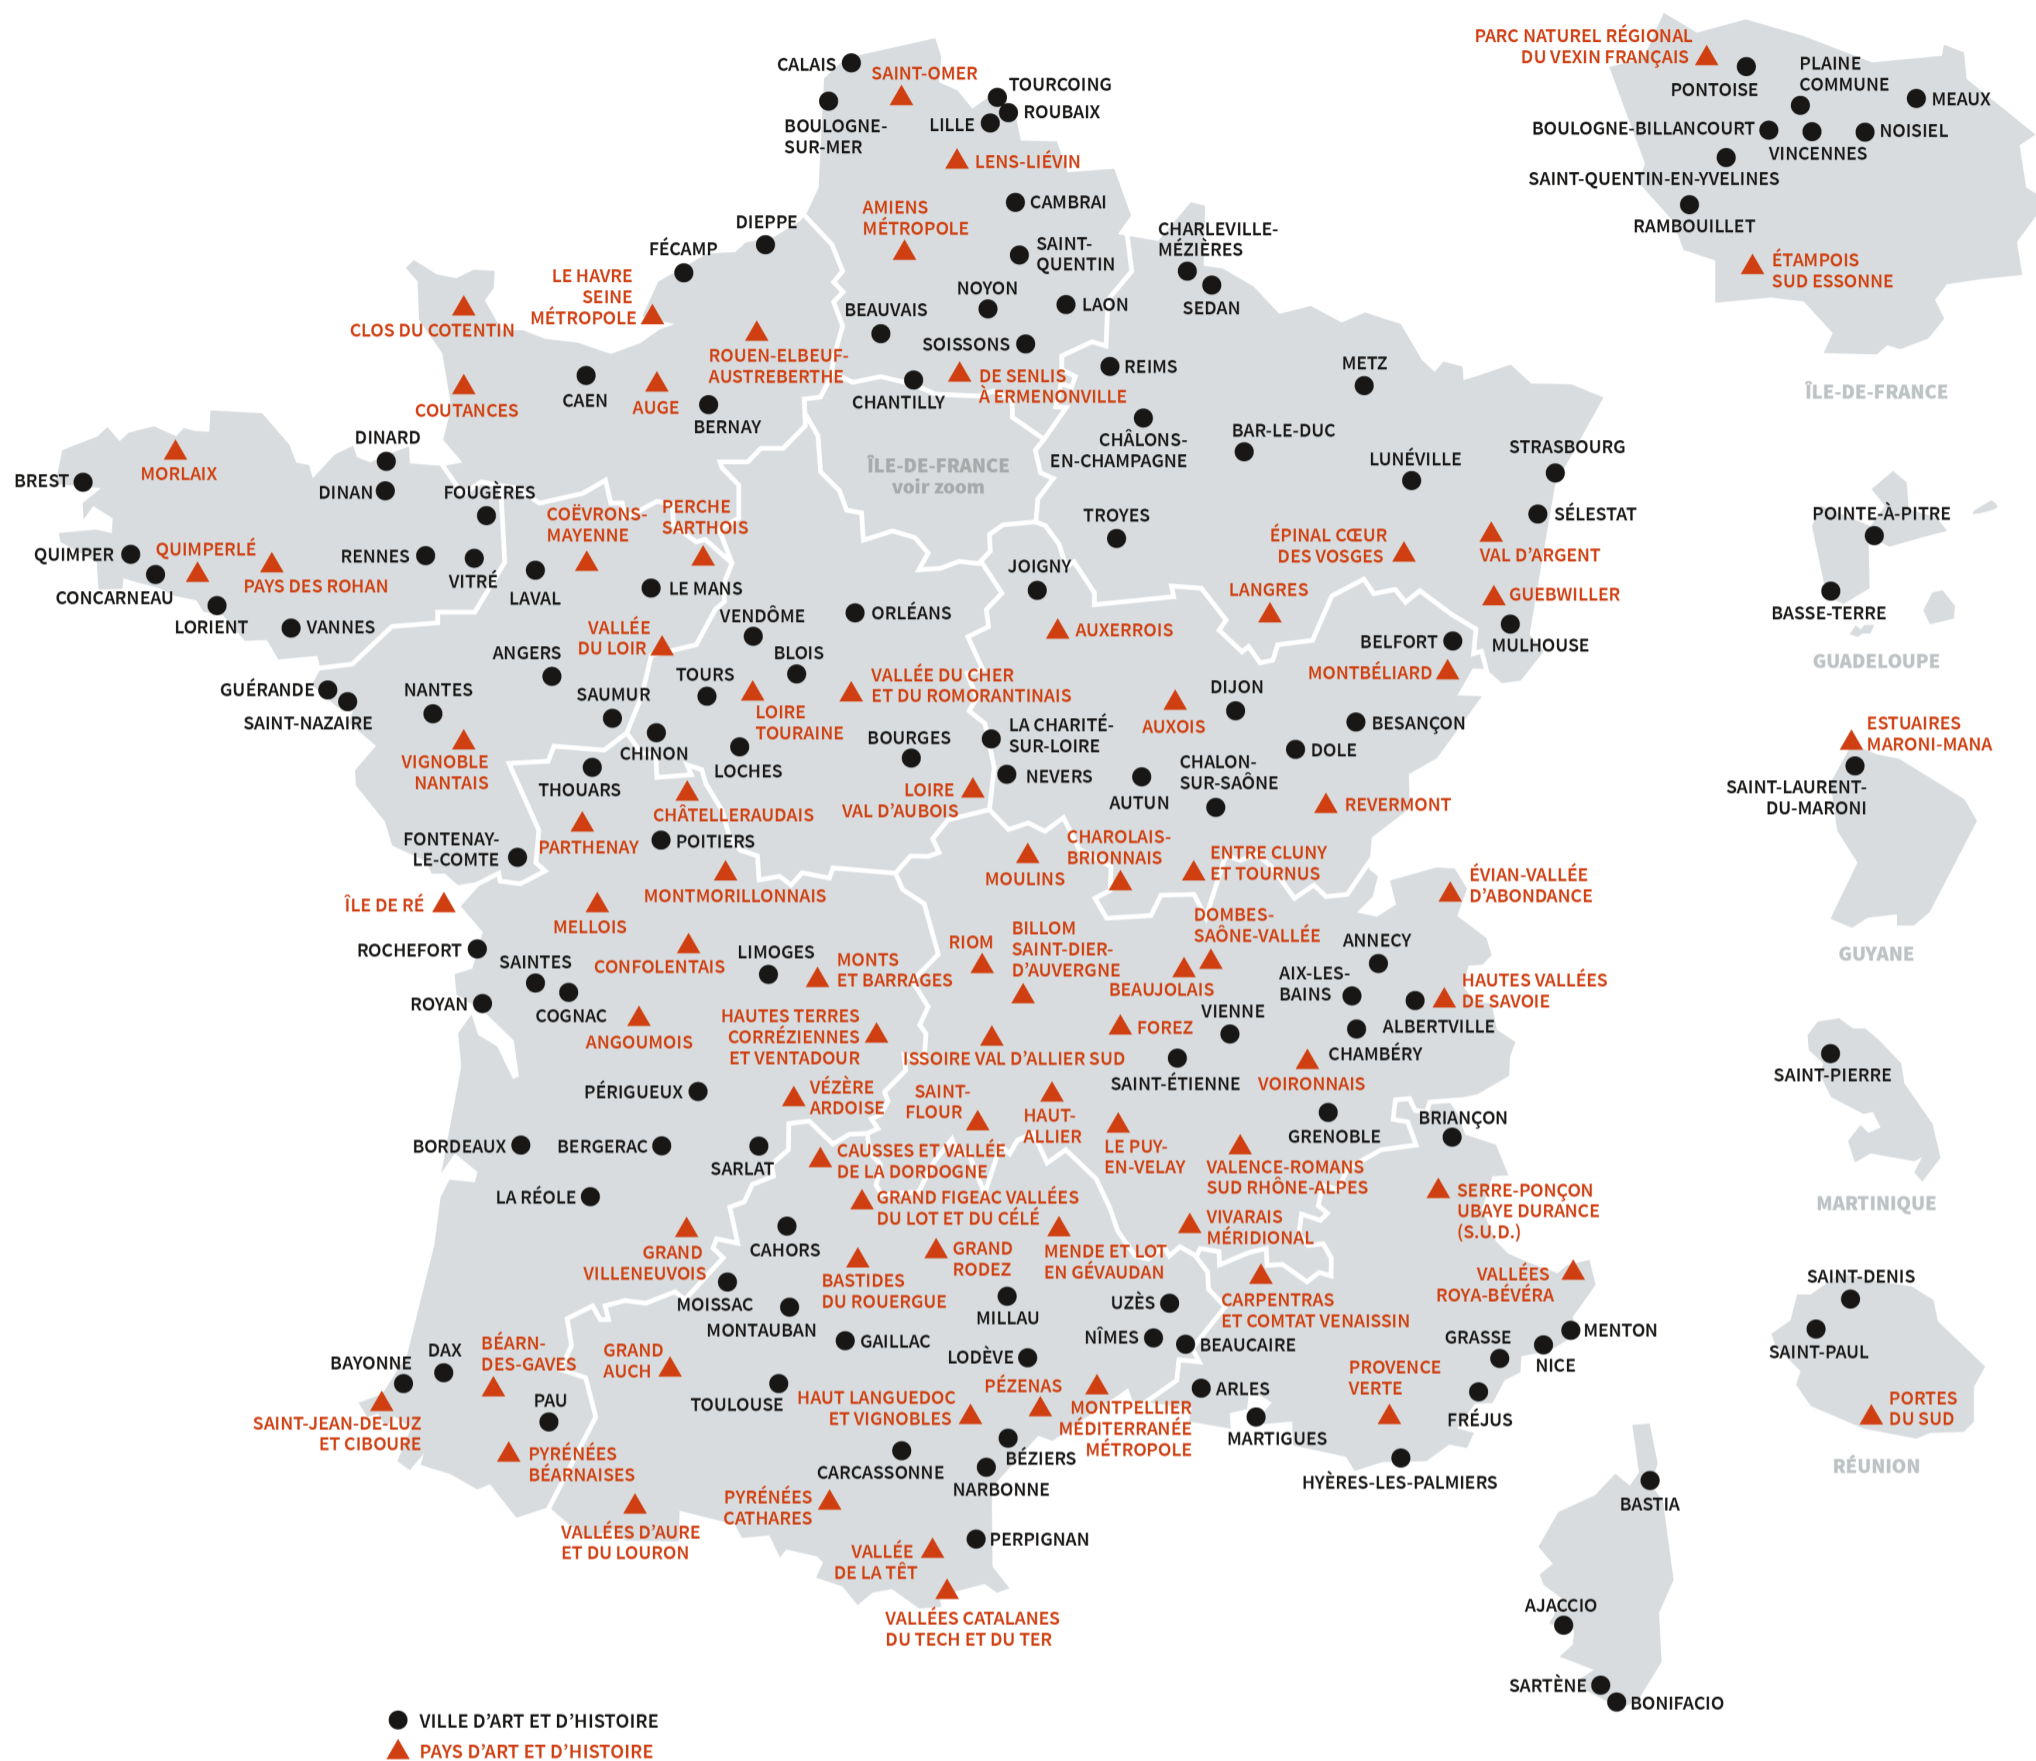 CALAIS
SAINT-OMER
TOURCOING
ROUBAIX
BOULOGNE-
SUR-MER
LILLE
LENS-LIÉVIN
CAMBRAI
AMIENS
MÉTROPOLE
DIEPPE
FÉCAMP
SAINT-
QUENTIN
CHARLEVILLE-
MÉZIÈRES
SEDAN
LE HAVRE
SEINE
MÉTROPOLE
NOYON
LAON
BEAUVAIS
CLOS DU COTENTIN
ROUEN-ELBEUF-
AUSTREBERTHE
SOISSONS
REIMS
METZ
DE SENLIS
À ERMENONVILLE
CHANTILLY
COUTANCES
CAEN
AUGE
BERNAY
CHÂLONS-
EN-CHAMPAGNE
BAR-LE-DUC
LUNÉVILLE
STRASBOURG
DINARD
MORLAIX
BREST
DINAN
FOUGÈRES
ÎLE-DE-FRANCE
voir zoom
COËVRONS-
MAYENNE
PERCHE
SARTHOIS
TROYES
SÉLESTAT
ÉPINAL CŒUR
DES VOSGES
VAL D'ARGENT
QUIMPER
QUIMPERLÉ
PAYS DES ROHAN
RENNES
VITRÉ
LAVAL
LE MANS
JOIGNY
LANGRES
GUEBWILLER
CONCARNEAU
LORIENT
VANNES
VENDÔME
ORLÉANS
AUXERROIS
BELFORT
MULHOUSE
VALLÉE
DU LOIR
ANGERS
BLOIS
MONTBÉLIARD
GUÉRANDE
SAINT-NAZAIRE
NANTES
SAUMUR
TOURS
LOIRE
TOURAINE
VALLÉE DU CHER
ET DU ROMORANTINAIS
AUXOIS
DIJON
BESANÇON
LA CHARITÉ-
SUR-LOIRE
BOURGES
CHINON
LOCHES
NEVERS
DOLE
CHALON-
SUR-SAÔNE
AUTUN
VIGNOBLE
NANTAIS
THOUARS
CHÂTELLERAUDAIS
LOIRE
VAL D'AUBOIS
REVERMONT
FONTENAY-
LE-COMTE
PARTHENAY
POITIERS
MOULINS
CHAROLAIS-
BRIONNAIS
ENTRE CLUNY
ET TOURNUS
MONTMORILLONNAIS
ÉVIAN-VALLÉE
D'ABONDANCE
ÎLE DE RÉ
MELLOIS
DOMBES-
SAÔNE-VALLÉE
ROCHEFORT
SAINTES
CONFOLENTAIS
LIMOGES
MONTS
ET BARRAGES
RIOM
BILLOM
SAINT-DIER-
D'AUVERGNE
BEAUJOLAIS
ANNECY
AIX-LES-
BAINS
HAUTES VALLÉES
DE SAVOIE
ALBERTVILLE
ROYAN
COGNAC
ANGOUMOIS
HAUTES TERRES
CORRÉZIENNES
ET VENTADOUR
FOREZ
VIENNE
CHAMBÉRY
ISSOIRE VAL D'ALLIER SUD
SAINT-ÉTIENNE
VOIRONNAIS
PÉRIGUEUX
VÉZÈRE
ARDOISE
SAINT-
FLOUR
HAUT-
ALLIER
LE PUY-
EN-VELAY
GRENOBLE
BRIANÇON
BORDEAUX
BERGERAC
SARLAT
CAUSSES ET VALLÉE
DE LA DORDOGNE
VALENCE-ROMANS
SUD RHÔNE-ALPES
LA RÉOLE
GRAND FIGEAC VALLÉES
DU LOT ET DU CÉLÉ
SERRE-PONÇON
UBAYE DURANCE
(S.U.D.)
VIVARAIS
MÉRIDIONAL
GRAND
VILLENEUVOIS
CAHORS
GRAND
RODEZ
MENDE ET LOT
EN GÉVAUDAN
BASTIDES
DU ROUERGUE
VALLÉES
ROYA-BÉVÉRA
MOISSAC
MONTAUBAN
MILLAU
UZÈS
CARPENTRAS
ET COMTAT VENAISSIN
GAILLAC
NÎMES
BEAUCAIRE
GRASSE
MENTON
NICE
BAYONNE
DAX
BÉARN-
DES-GAVES
GRAND
AUCH
LODÈVE
TOULOUSE
PÉZENAS
ARLES
PROVENCE
VERTE
FRÉJUS
SAINT-JEAN-DE-LUZ
ET CIBOURE
PAU
HAUT LANGUEDOC
ET VIGNOBLES
MONTPELLIER
MÉDITERRANÉE
MÉTROPOLE
MARTIGUES
PYRÉNÉES
BÉARNAISES
CARCASSONNE
BÉZIERS
NARBONNE
HYÈRES-LES-PALMIERS
PYRÉNÉES
CATHARES
VALLÉES D'AURE
ET DU LOURON
PERPIGNAN
VALLÉE
DE LA TÊT
VALLÉES CATALANES
DU TECH ET DU TER
BASTIA
AJACCIO
SARTÈNE
BONIFACIO
PARC NATUREL RÉGIONAL
DU VEXIN FRANÇAIS
PONTOISE
PLAINE
COMMUNE
MEAUX
BOULOGNE-BILLANCOURT
VINCENNES
NOISIEL
SAINT-QUENTIN-EN-YVELINES
RAMBOUILLET
ÉTAMPOIS
SUD ESSONNE
ÎLE-DE-FRANCE
POINTE-À-PITRE
BASSE-TERRE
GUADELOUPE
ESTUAIRES
MARONI-MANA
SAINT-LAURENT-
DU-MARONI
GUYANE
SAINT-PIERRE
MARTINIQUE
SAINT-DENIS
SAINT-PAUL
PORTES
DU SUD
RÉUNION
VILLE D'ART ET D'HISTOIRE
PAYS D'ART ET D'HISTOIRE